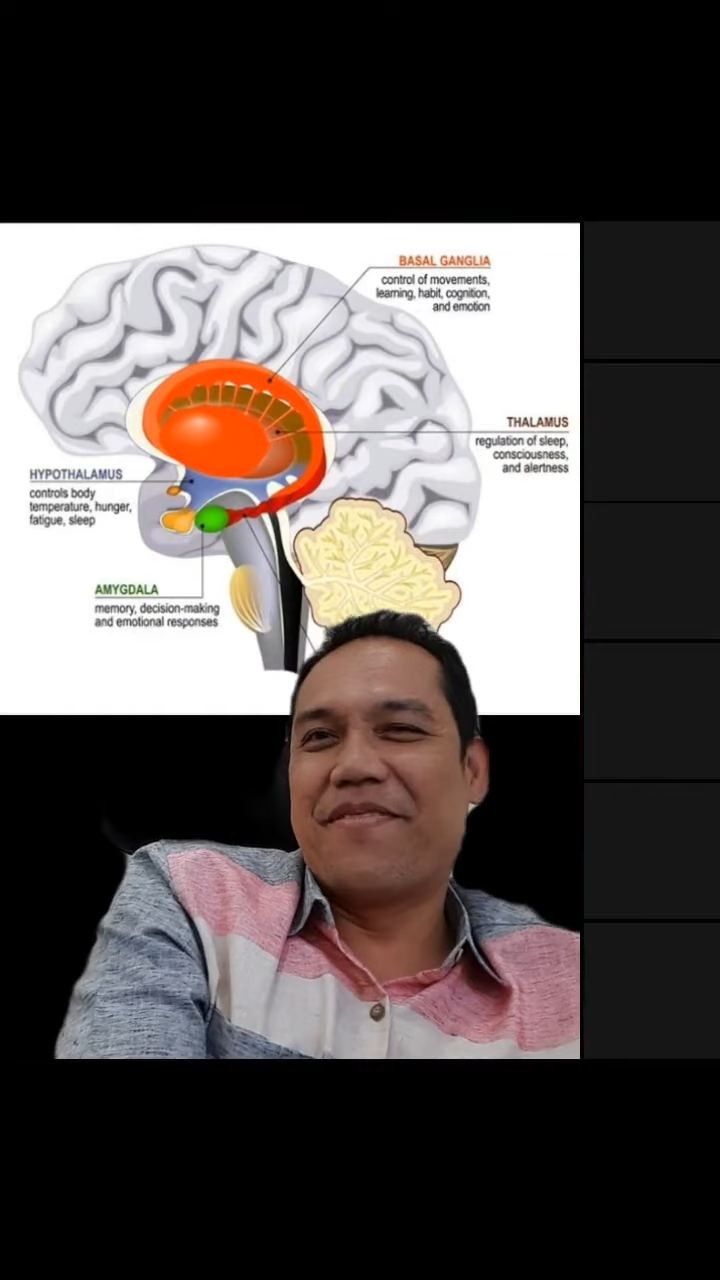 BASAL GANGLIA
control of movements,
learning, habit, cognition,
and emotion
THALAMUS
regulation of sleep,
consciousness,
and alertness
HYPOTHALAMUS
controls body
temperature, hunger,
fatigue, sleep
AMYGDALA
memory, decision-making
and emotional responses